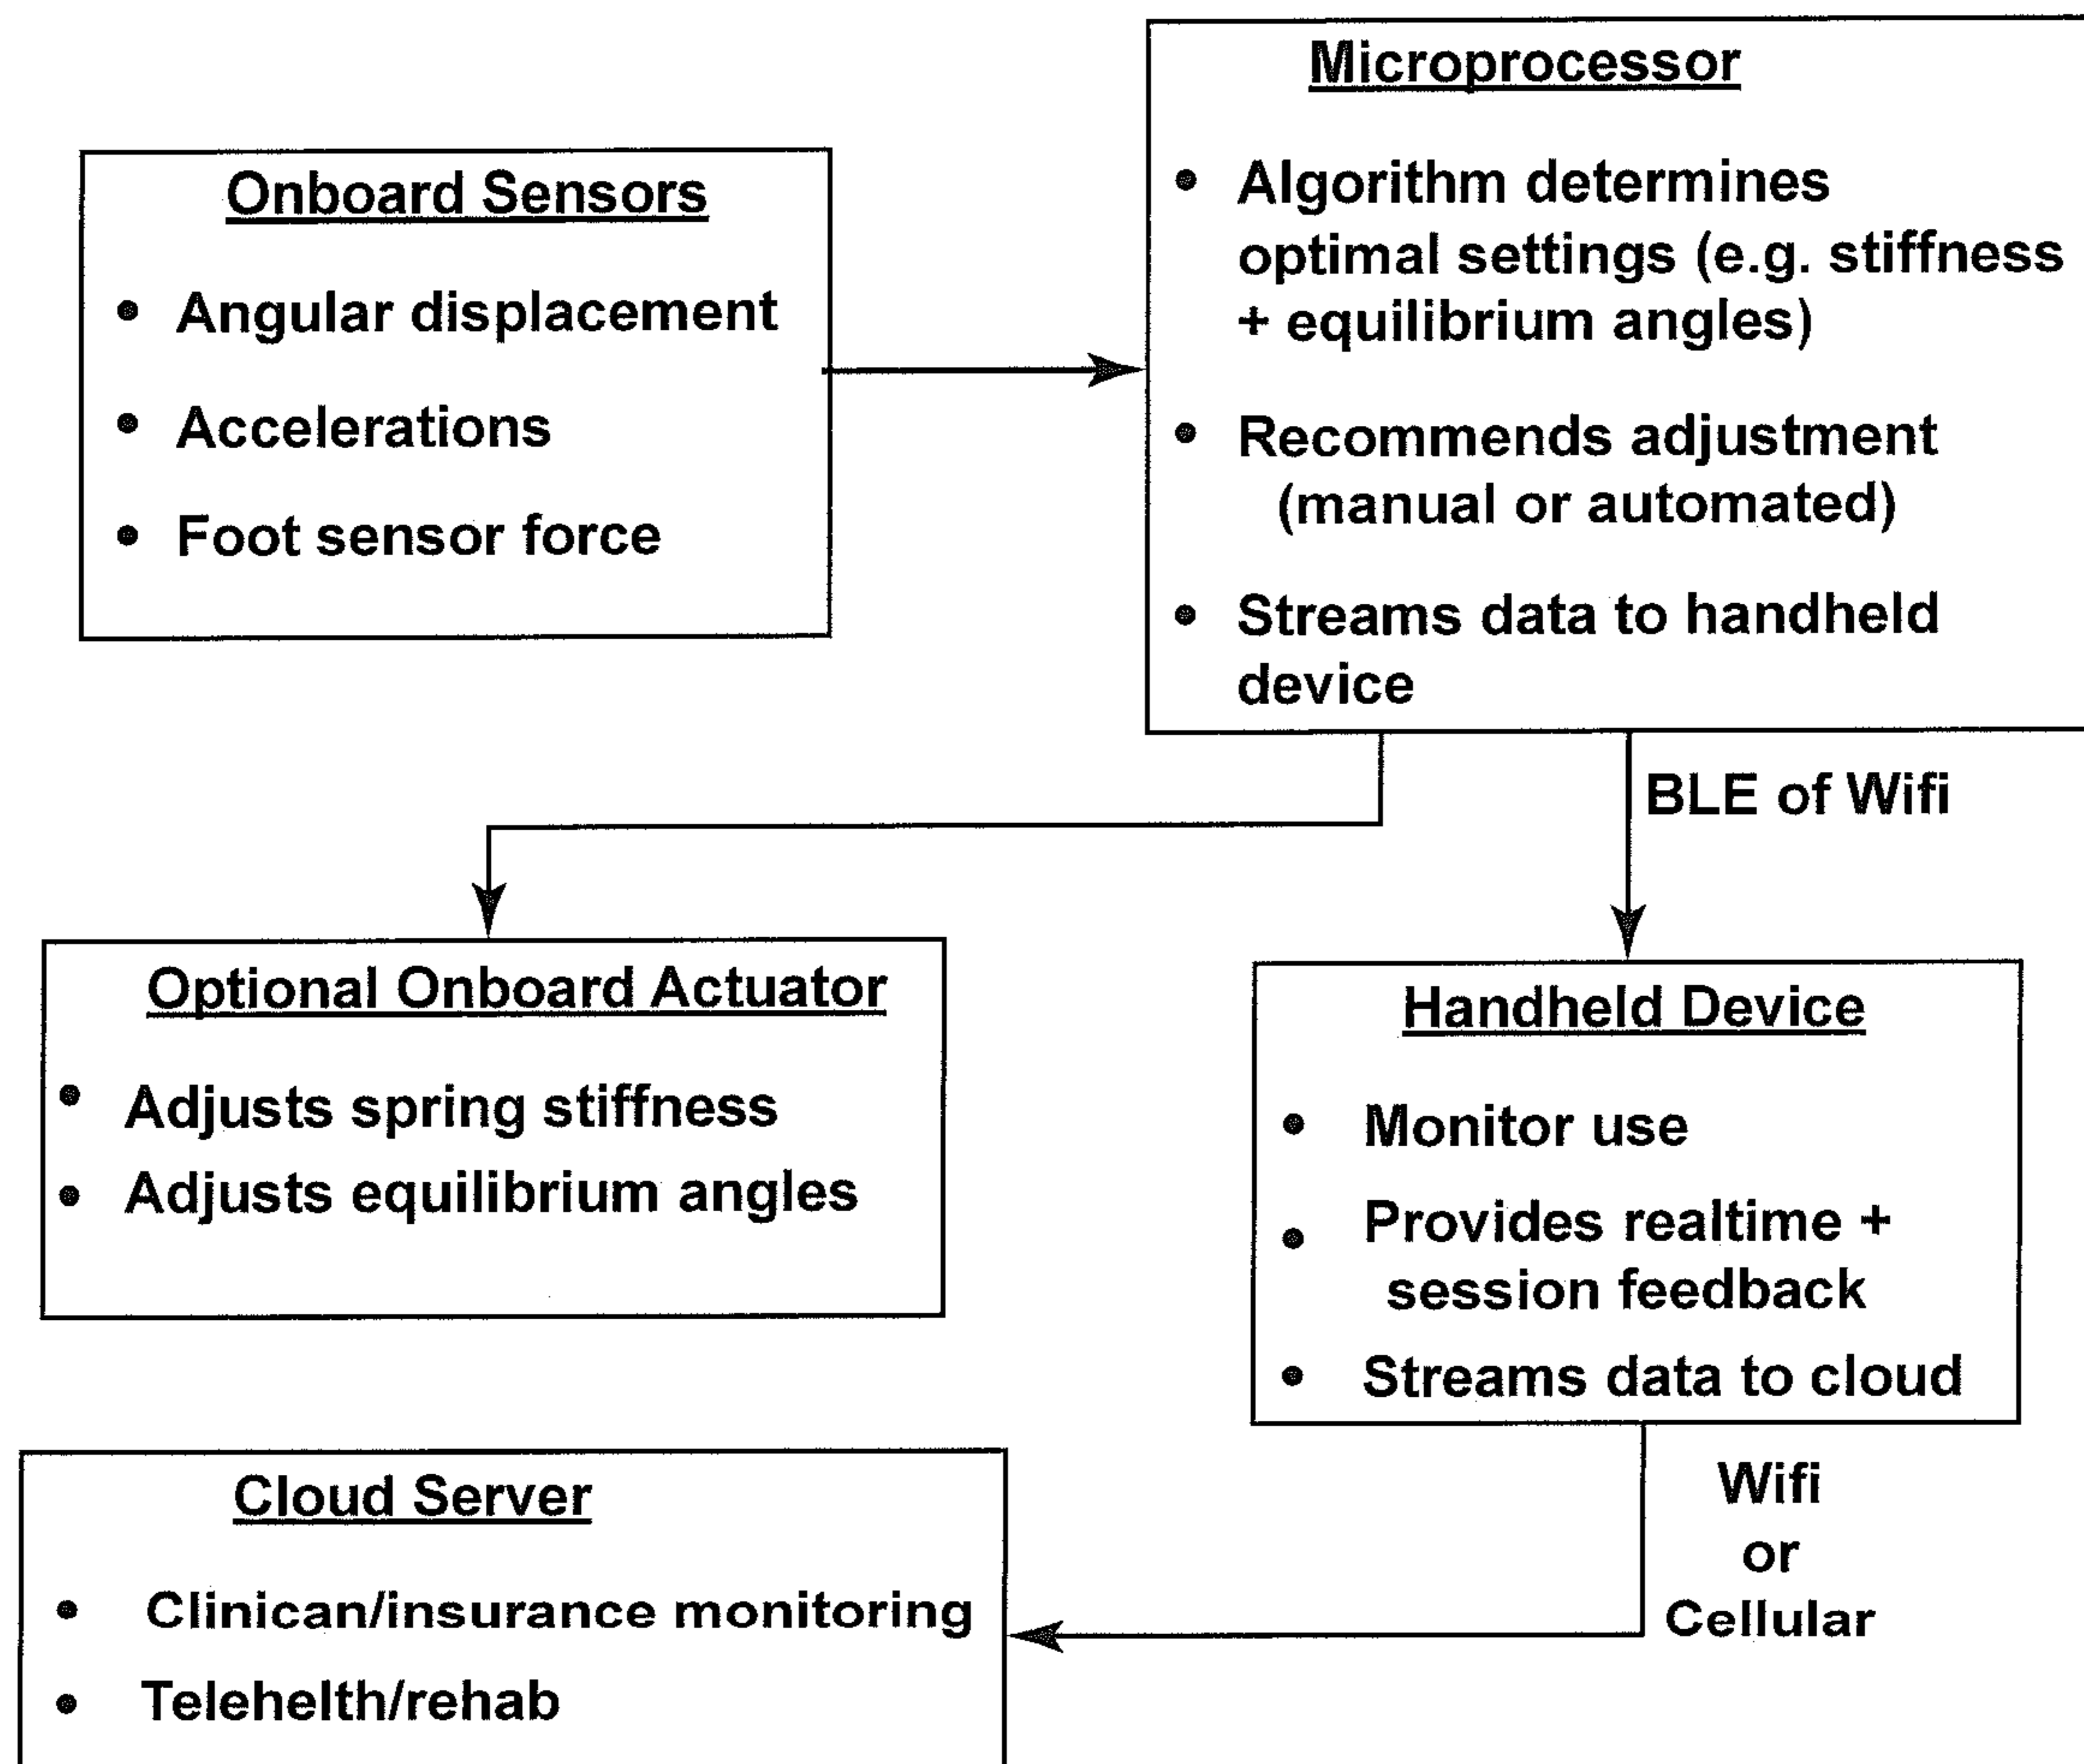 Onboard Sensors
• Angular displacement
• Accelerations
• Foot sensor force
Microprocessor
• Algorithm determines
optimal settings (e.g. stiffness
+ equilibrium angles)
• Recommends adjustment
(manual or automated)
• Streams data to handheld
device
BLE of Wifi
Optional Onboard Actuator
• Adjusts spring stiffness
• Adjusts equilibrium angles
Handheld Device
• Monitor use
• Provides realtime +
session feedback
• Streams data to cloud
Wifi
or
Cellular
Cloud Server
• Clinican/insurance monitoring
• Telehelth/rehab